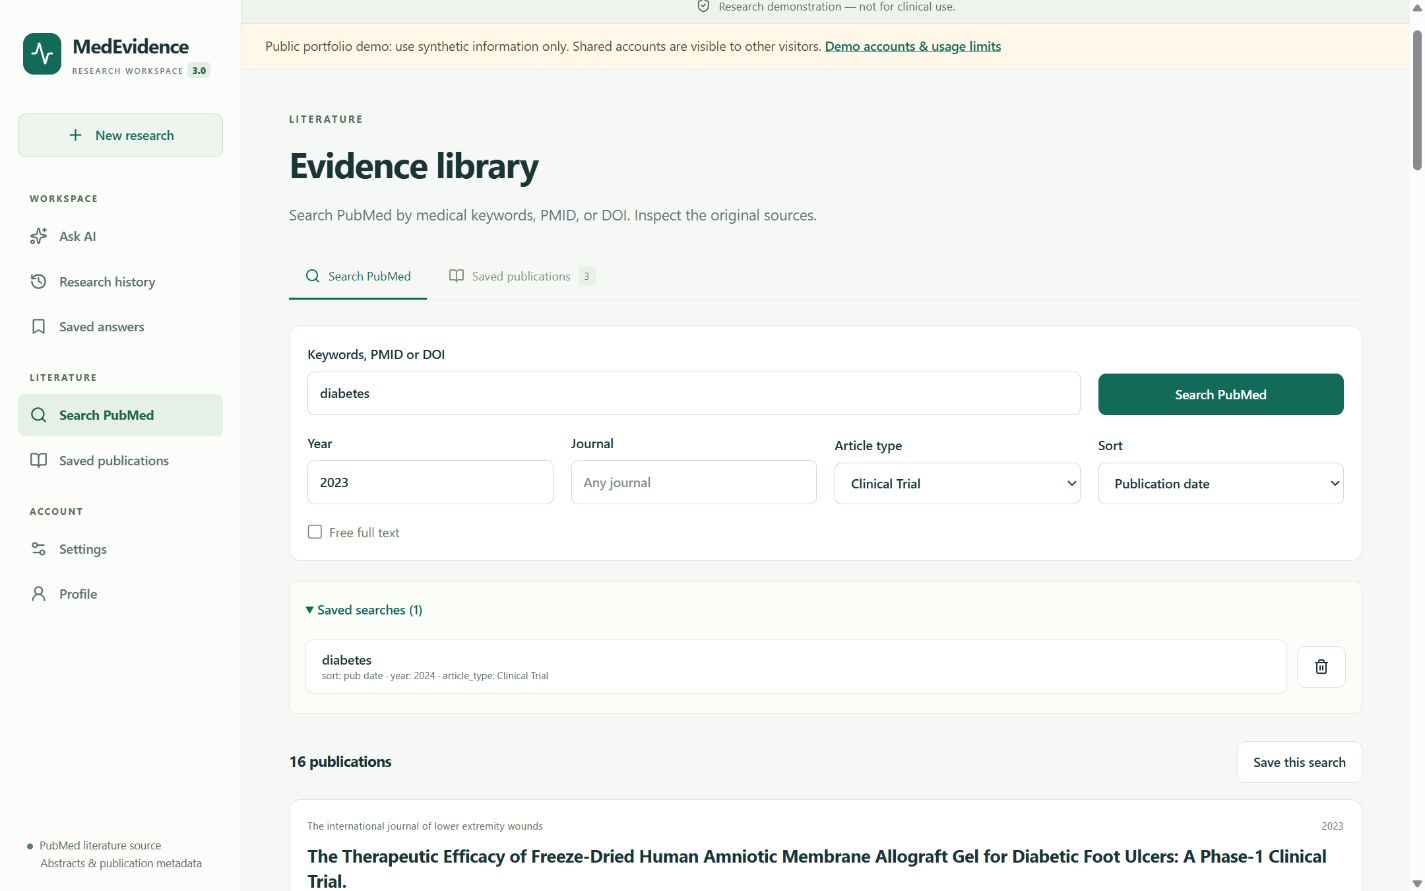 MedEvidence
RESEARCH WORKSPACE 3.0
New research
WORKSPACE
Ask AI
Research history
Saved answers
LITERATURE
Search PubMed
Saved publications
ACCOUNT
Settings
Profile
PubMed literature source
Abstracts & publication metadata
Research demonstration — not for clinical use.
Public portfolio demo: use synthetic information only. Shared accounts are visible to other visitors. Demo accounts & usage limits
LITERATURE
Evidence library
Search PubMed by medical keywords, PMID, or DOI. Inspect the original sources.
Search PubMed
Saved publications 3
Keywords, PMID or DOI
diabetes
Search PubMed
Year
Journal
Article type
Sort
2023
Any journal
Clinical Trial
Publication date
Free full text
Saved searches (1)
diabetes
sort: pub date · year: 2024 · article_type: Clinical Trial
16 publications
Save this search
The international journal of lower extremity wounds
2023
The Therapeutic Efficacy of Freeze-Dried Human Amniotic Membrane Allograft Gel for Diabetic Foot Ulcers: A Phase-1 Clinical
Trial.